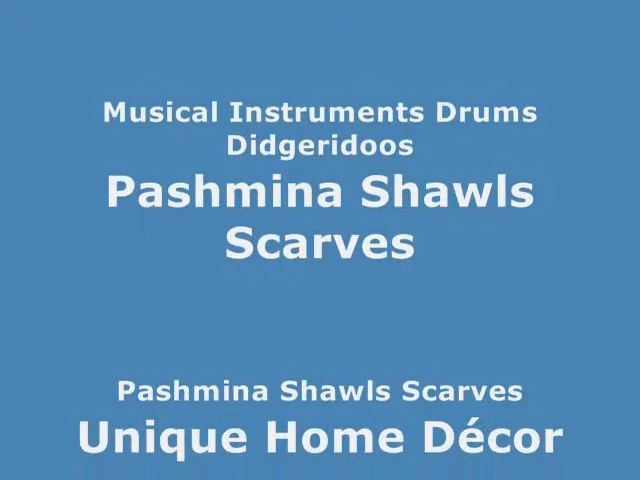 Musical Instruments Drums
Didgeridoos
Pashmina Shawls
Scarves
Pashmina Shawls Scarves
Unique Home Décor